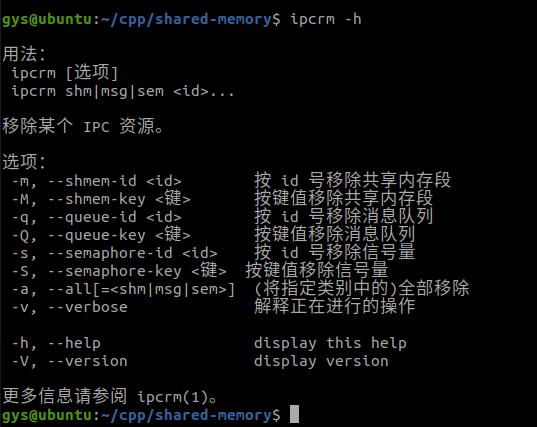 gys@ubuntu:~/cpp/shared-memory$ ipcrm -h
用法：
ipcrm [选项]
ipcrm shm|msg|sem <id>...
移除某个 IPC 资源。
选项：
-m, --shmem-id <id> 按 id 号移除共享内存段
-M, --shmem-key <键> 按键值移除共享内存段
-q, --queue-id <id> 按 id 号移除消息队列
-Q, --queue-key <键> 按键值移除消息队列
-s, --semaphore-id <id> 按 id 号移除信号量
-S, --semaphore-key <键> 按键值移除信号量
-a, --all[=<shm|msg|sem>] (将指定类别中的)全部移除
-v, --verbose 解释正在进行的操作
-h, --help display this help
-V, --version display version
更多信息请参阅 ipcrm(1)。
gys@ubuntu:~/cpp/shared-memory$